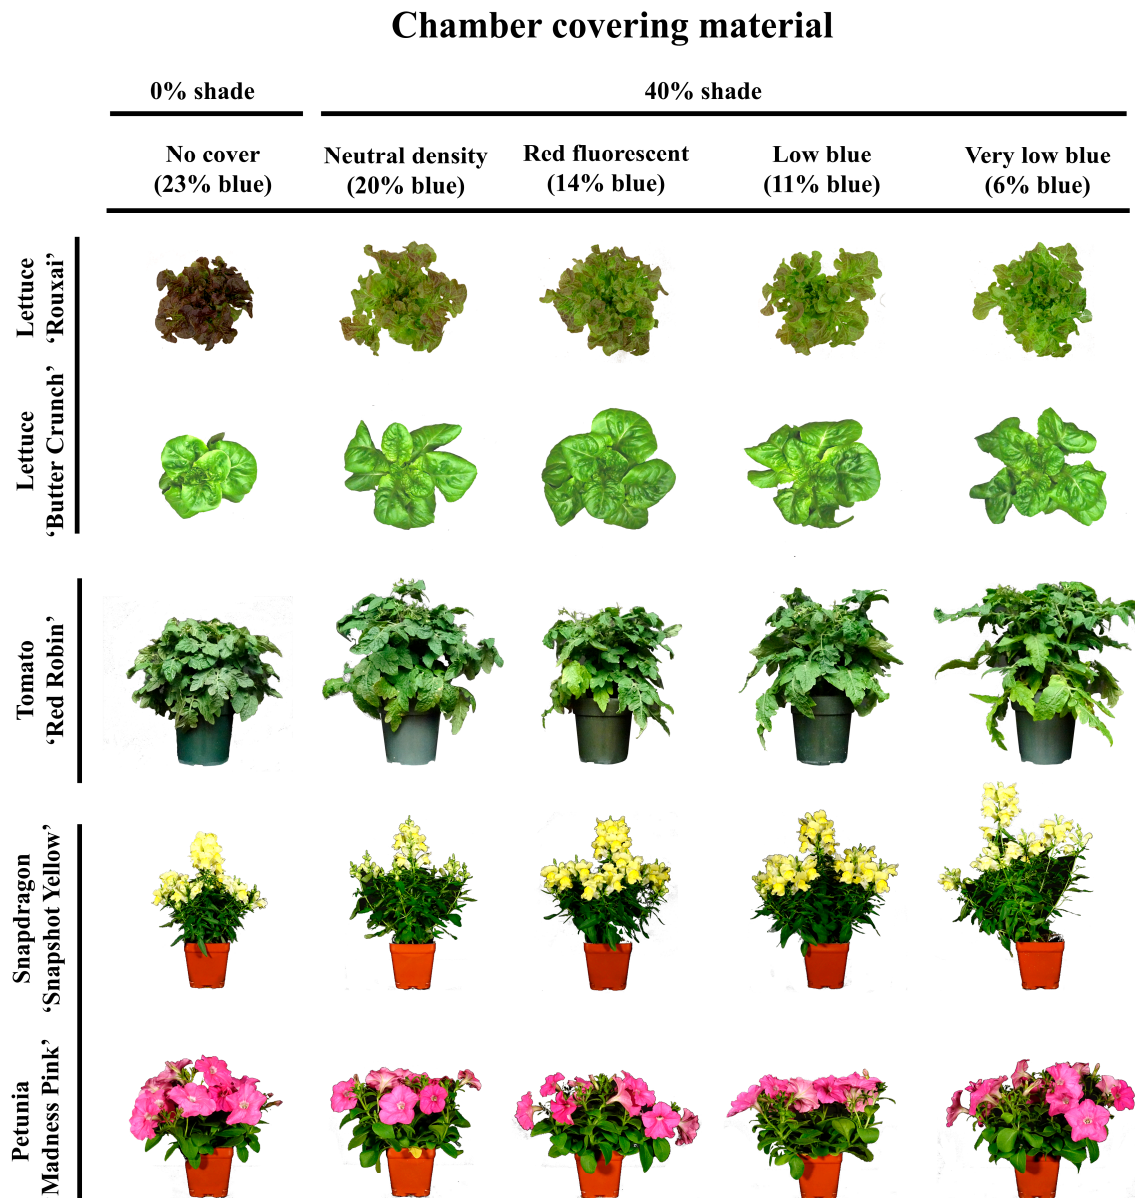 Chamber covering material
0% shade
40% shade
No cover
(23% blue)
Neutral density
(20% blue)
Red fluorescent
(14% blue)
Low blue
(11% blue)
Very low blue
(6% blue)
Lettuce
‘Rouxai’
Lettuce
‘Butter Crunch’
Tomato
‘Red Robin’
Snapdragon
‘Snapshot Yellow’
Petunia
Madness Pink’